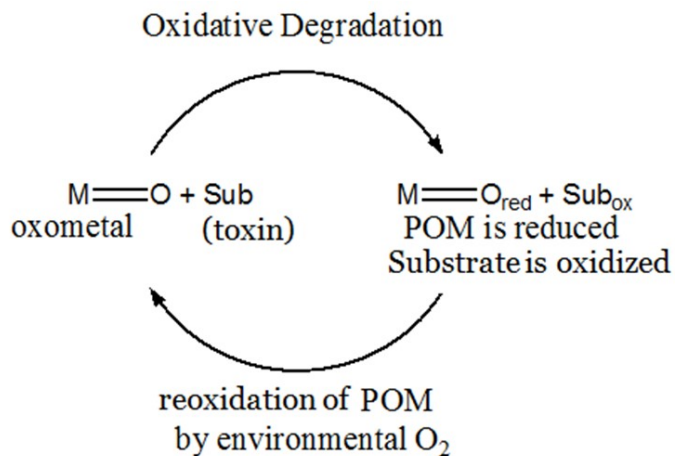 Oxidative Degradation
M=O + Sub
oxometal (toxin)
M=Ored + Subox
POM is reduced
Substrate is oxidized
reoxidation of POM
by environmental O2